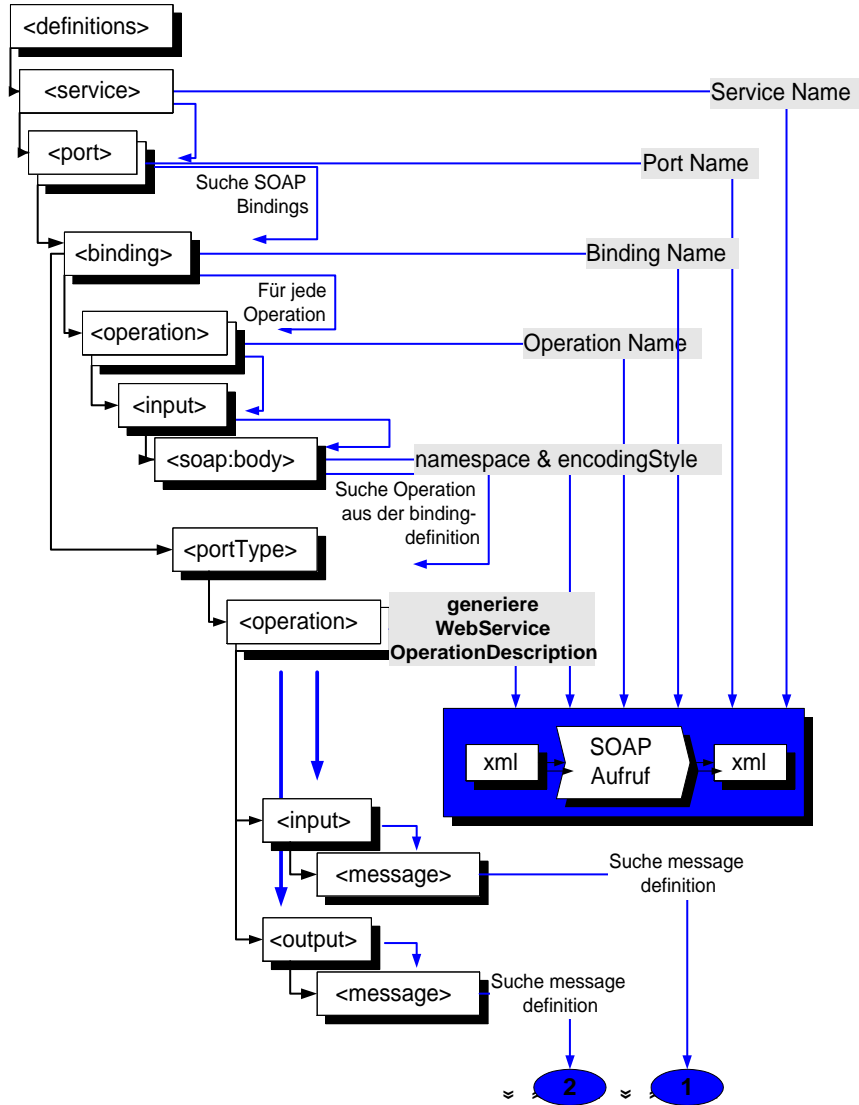 <definitions>
<service>
Service Name
<port>
Port Name
Suche SOAP
Bindings
<binding>
Binding Name
Für jede
Operation
<operation>
Operation Name
<input>
<soap:body>
namespace & encodingStyle
Suche Operation
aus der binding-
definition
<portType>
<operation>
generiere
WebService
OperationDescription
xml
SOAP
Aufruf
xml
<input>
<message>
Suche message
definition
<output>
<message>
Suche message
definition
2
1